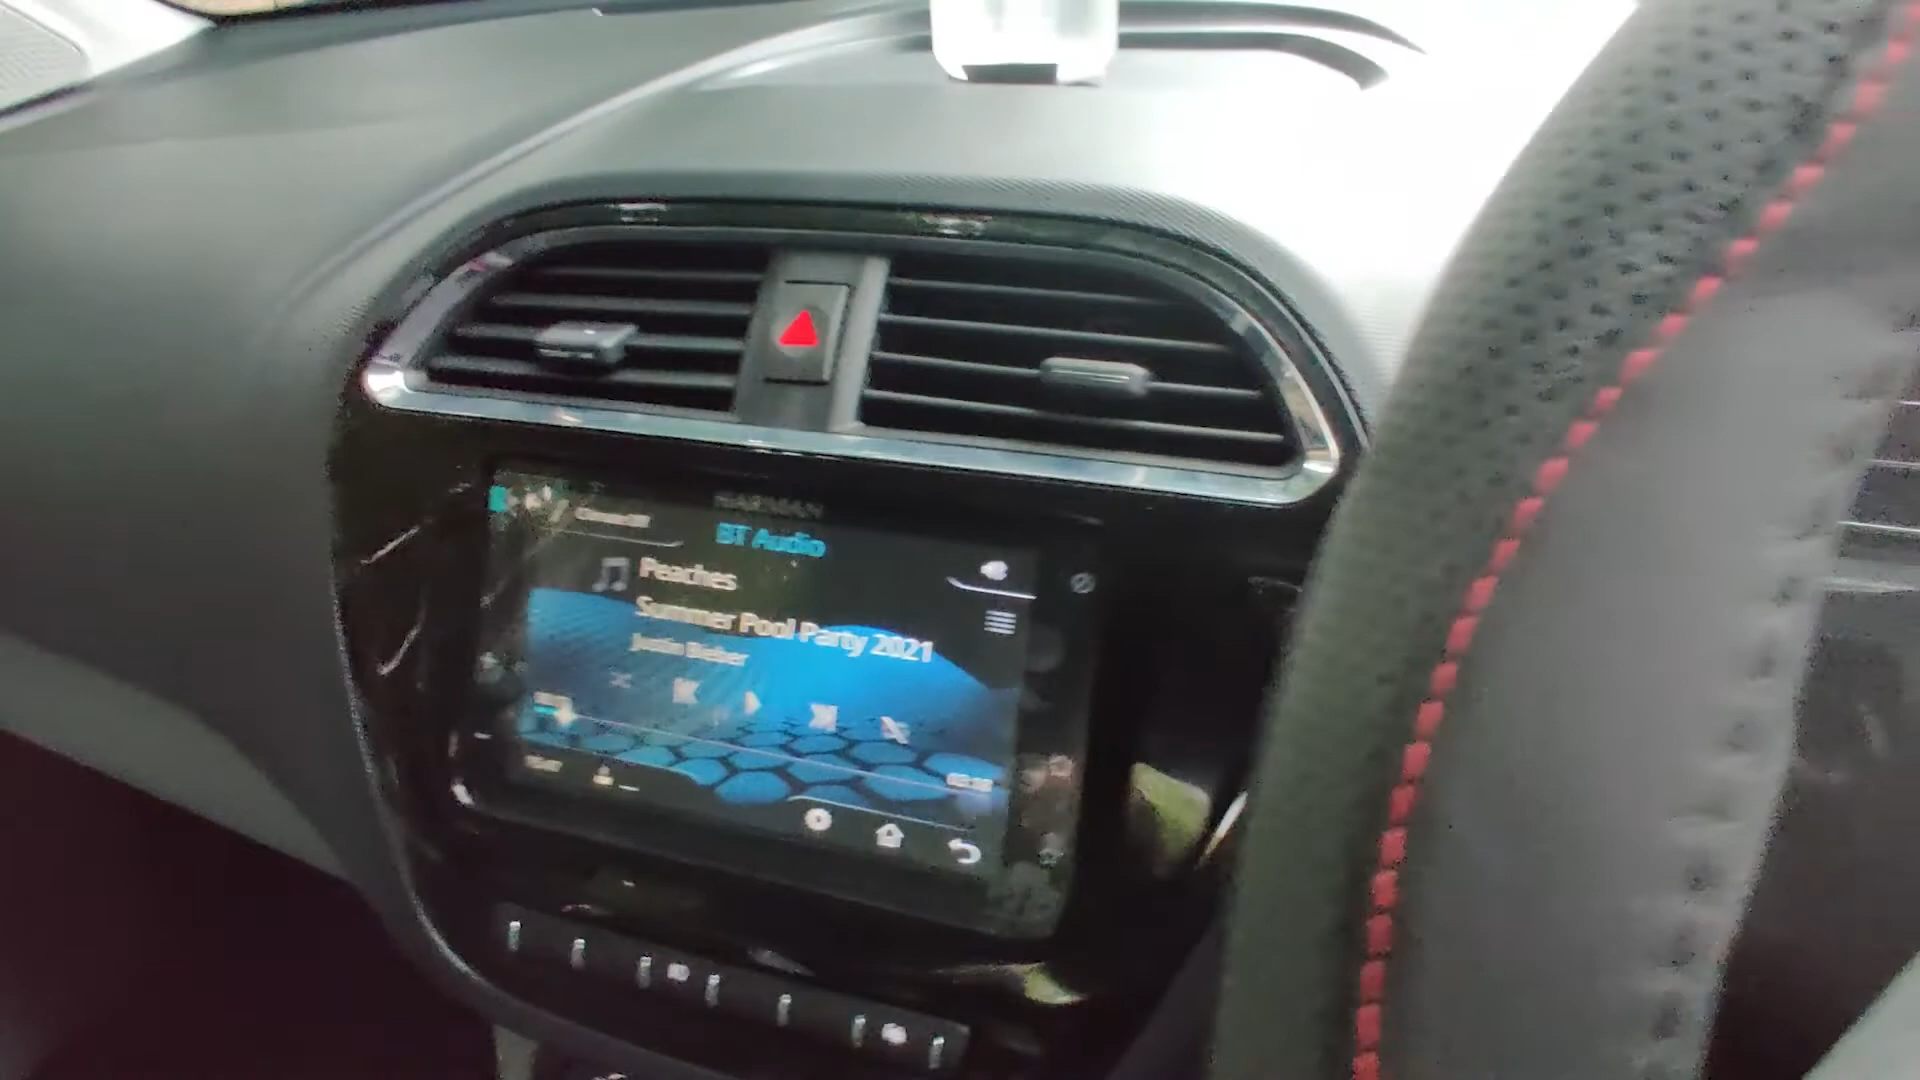 HARMAN
BT Audio
Peaches
Summer Pool Party 2021
Justin Bieber